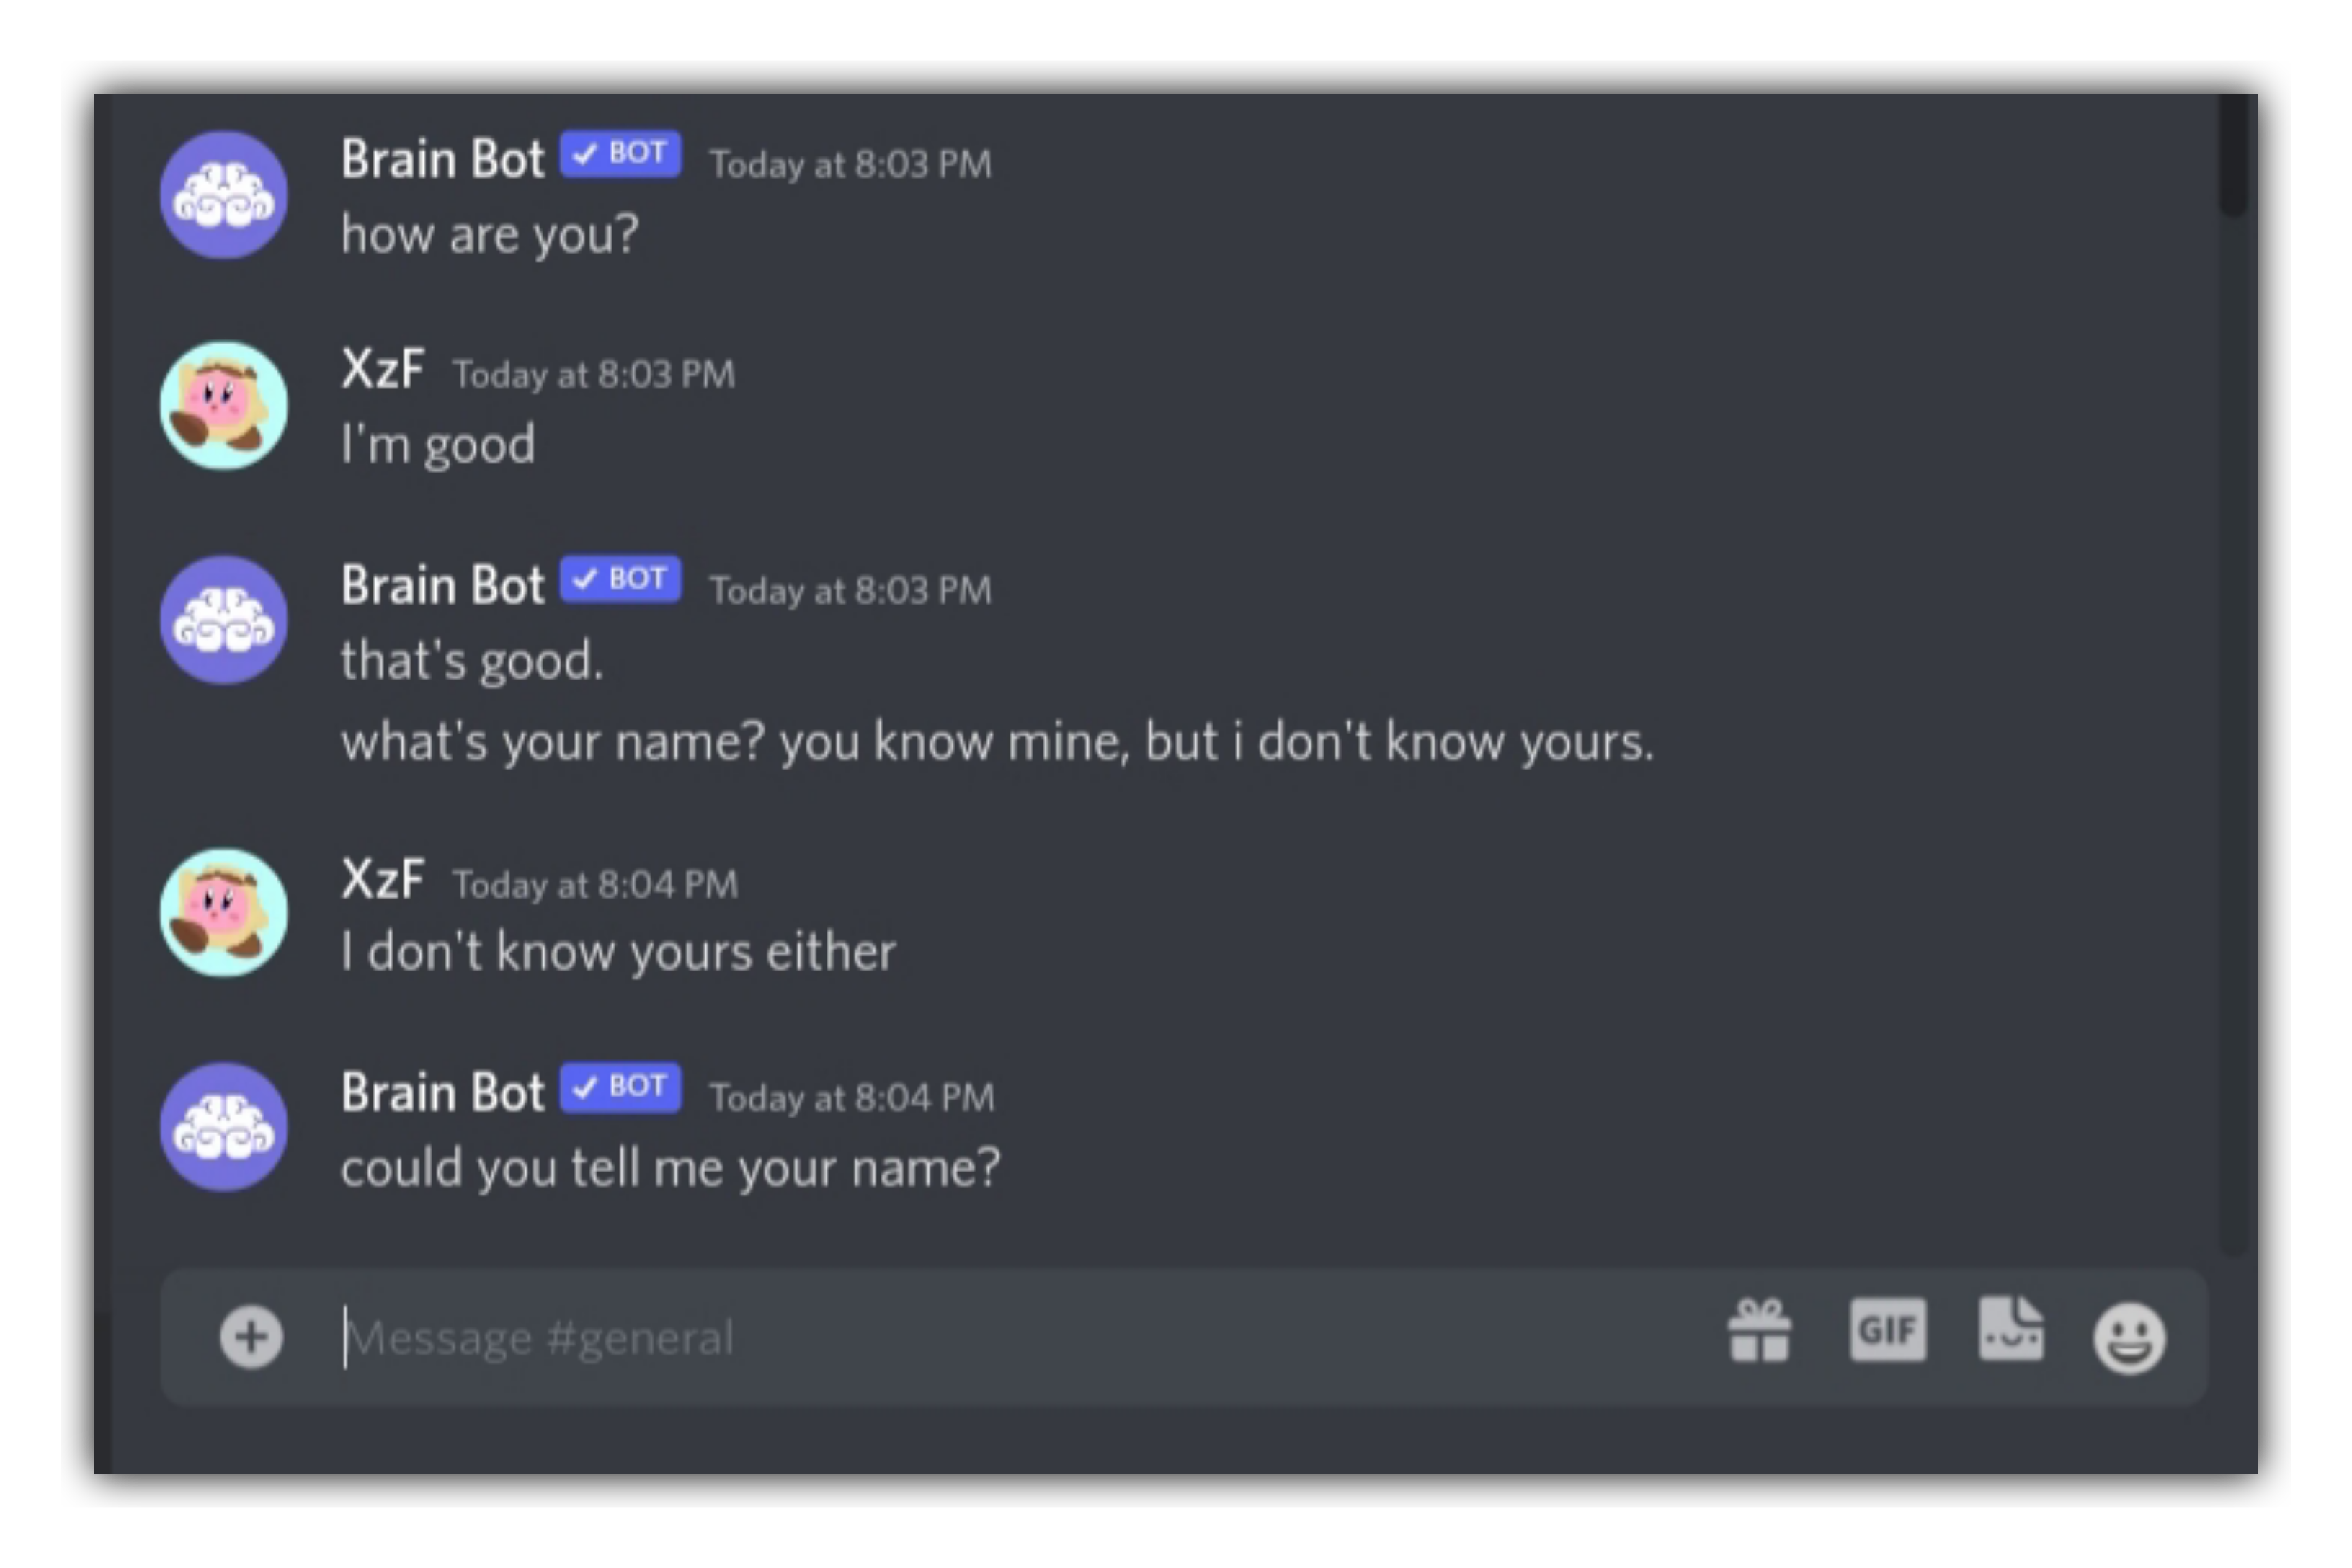 Brain Bot ✓ BOT Today at 8:03 PM
how are you?
XzF Today at 8:03 PM
I'm good
Brain Bot ✓ BOT Today at 8:03 PM
that's good.
what's your name? you know mine, but i don't know yours.
XzF Today at 8:04 PM
I don't know yours either
Brain Bot ✓ BOT Today at 8:04 PM
could you tell me your name?
Message #general GIF